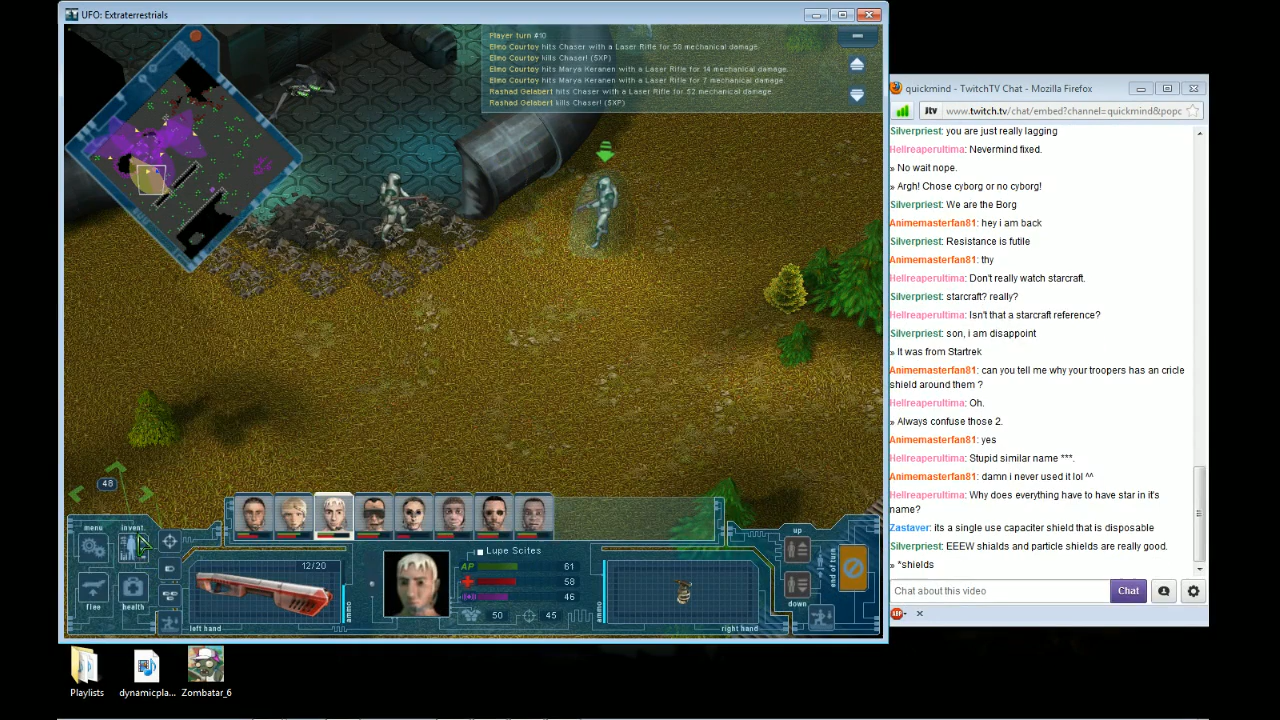 UFO: Extraterrestrials
Player turn #10
Elmo Courtoy hits Chaser with a Laser Rifle for 50 mechanical damage.
Elmo Courtoy kills Chaser! (5XP)
Elmo Courtoy hits Marya Keranen with a Laser Rifle for 14 mechanical damage.
Elmo Courtoy hits Marya Keranen with a Laser Rifle for 7 mechanical damage.
Rashad Gelabert hits Chaser with a Laser Rifle for 52 mechanical damage.
Rashad Gelabert kills Chaser! (5XP)
48
menu
invent.
flee
health
12/20
ammo
left hand
Lupe Scites
AP 61
58
46
50 45
ammo
right hand
up
down
end of turn
quickmind - TwitchTV Chat - Mozilla Firefox
jtv www.twitch.tv/chat/embed?channel=quickmind&popc
Silverpriest: you are just really lagging
Hellreaperultima: Nevermind fixed.
» No wait nope.
» Argh! Chose cyborg or no cyborg!
Silverpriest: We are the Borg
Animemasterfan81: hey i am back
Silverpriest: Resistance is futile
Animemasterfan81: thy
Hellreaperultima: Don't really watch starcraft.
Silverpriest: starcraft? really?
Hellreaperultima: Isn't that a starcraft reference?
Silverpriest: son, i am disappoint
» It was from Startrek
Animemasterfan81: can you tell me why your troopers has an cricle
shield around them ?
Hellreaperultima: Oh.
» Always confuse those 2.
Animemasterfan81: yes
Hellreaperultima: Stupid similar name ***.
Animemasterfan81: damn i never used it lol ^^
Hellreaperultima: Why does everything have to have star in it's
name?
Zastaver: its a single use capaciter shield that is disposable
Silverpriest: EEEW shialds and particle shields are really good.
» *shields
Chat about this video
Chat
Playlists
dynamicpla...
Zombatar_6